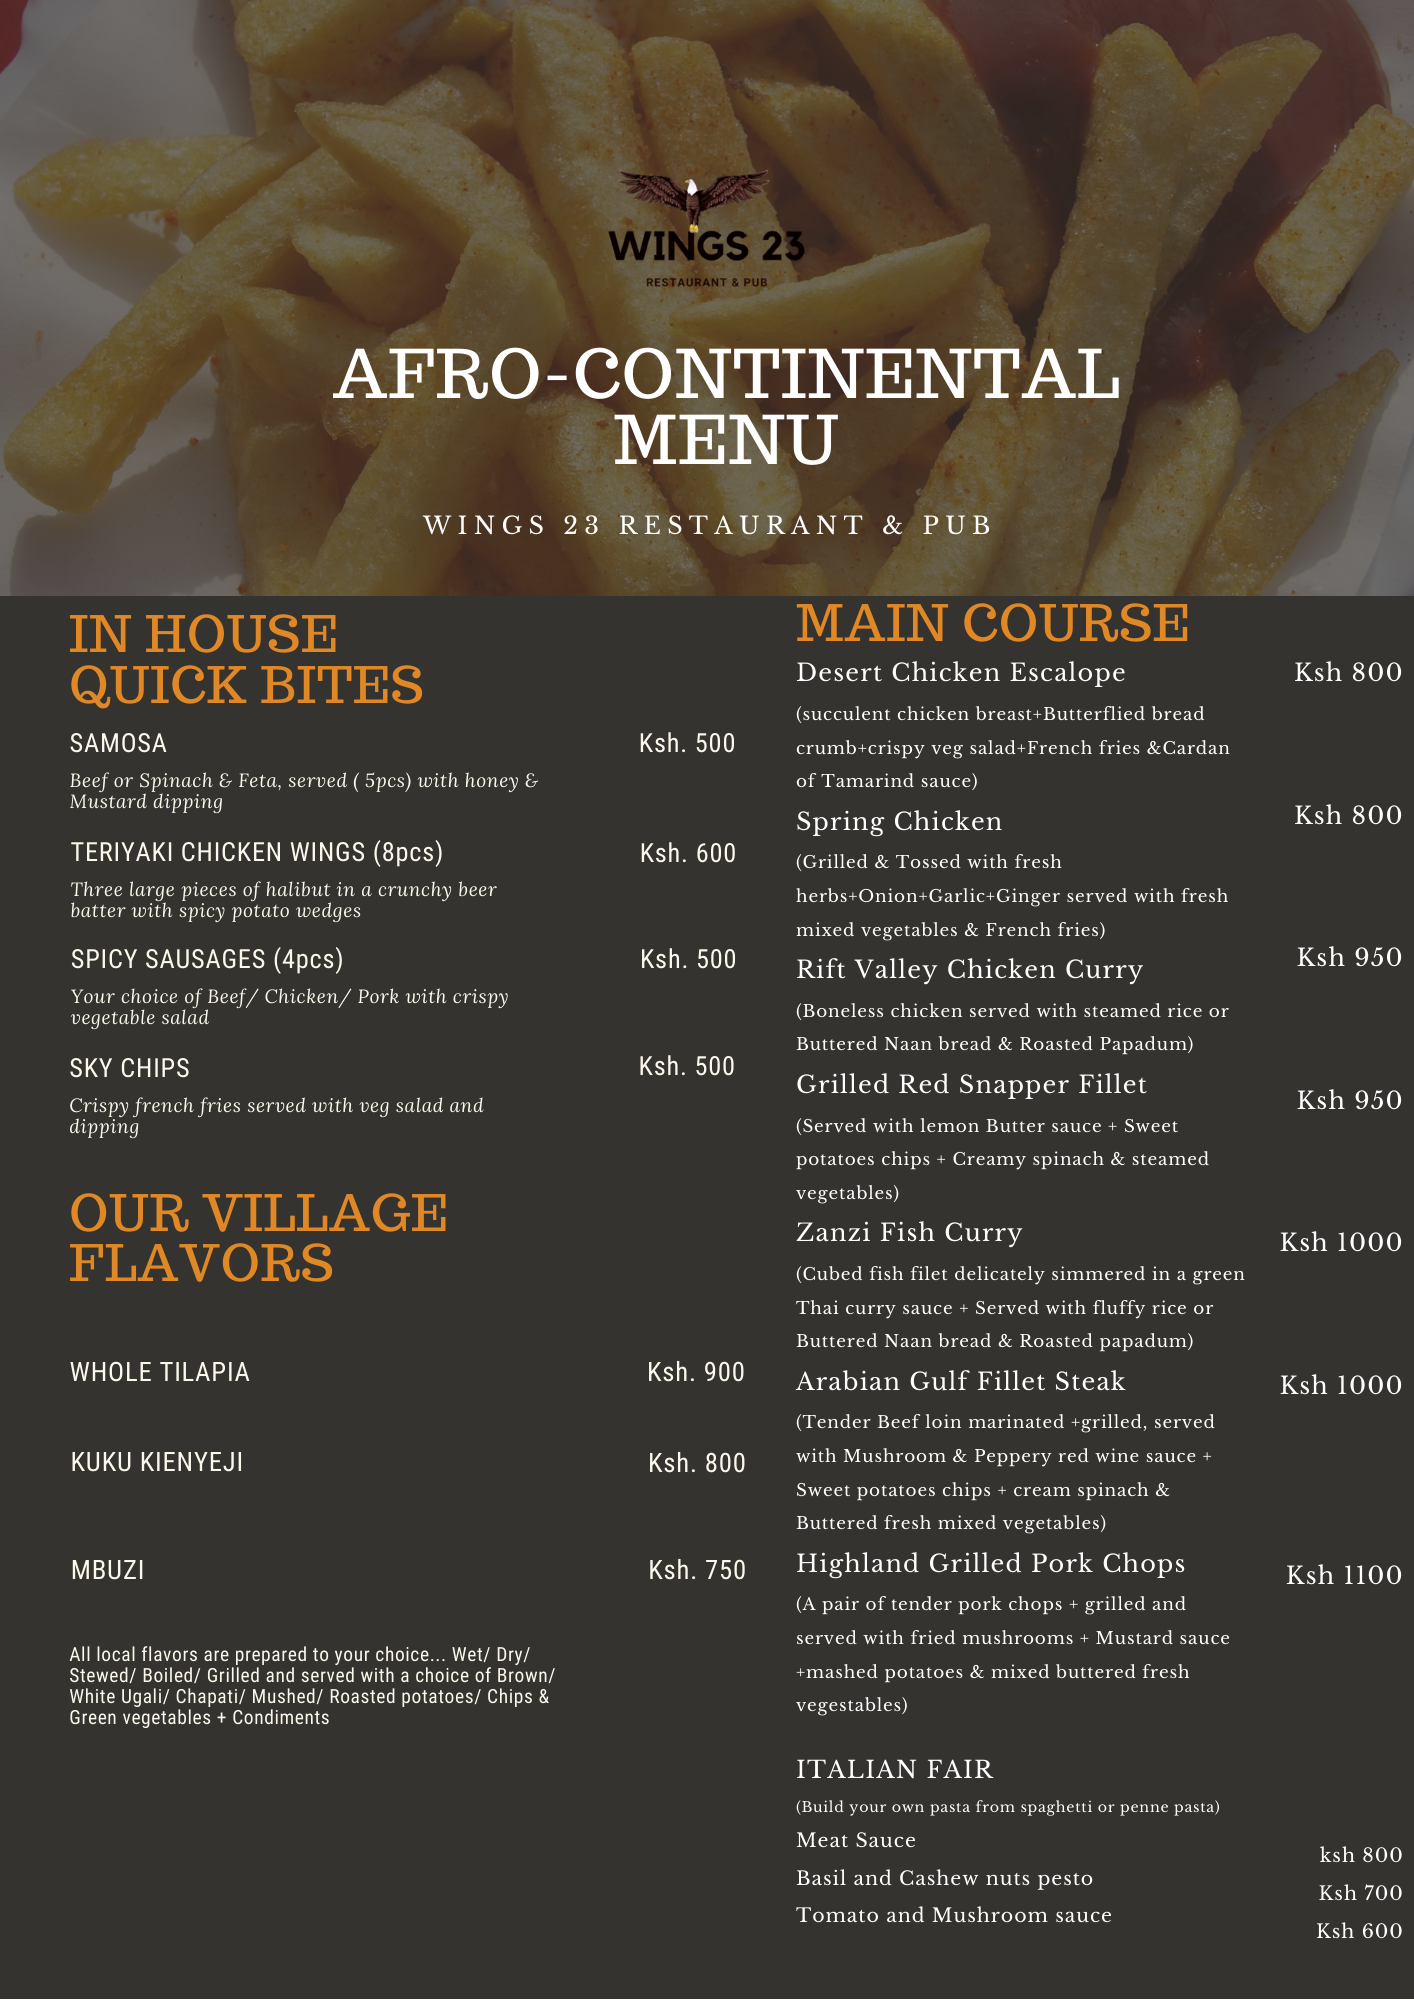 WINGS 23
RESTAURANT & PUB
AFRO-CONTINENTAL
MENU
WINGS 23 RESTAURANT & PUB
IN HOUSE
QUICK BITES
SAMOSA Ksh. 500
Beef or Spinach & Feta, served ( 5pcs) with honey &
Mustard dipping
TERIYAKI CHICKEN WINGS (8pcs) Ksh. 600
Three large pieces of halibut in a crunchy beer
batter with spicy potato wedges
SPICY SAUSAGES (4pcs) Ksh. 500
Your choice of Beef/ Chicken/ Pork with crispy
vegetable salad
SKY CHIPS Ksh. 500
Crispy french fries served with veg salad and
dipping
OUR VILLAGE
FLAVORS
WHOLE TILAPIA Ksh. 900
KUKU KIENYEJI Ksh. 800
MBUZI Ksh. 750
All local flavors are prepared to your choice... Wet/ Dry/
Stewed/ Boiled/ Grilled and served with a choice of Brown/
White Ugali/ Chapati/ Mushed/ Roasted potatoes/ Chips &
Green vegetables + Condiments
MAIN COURSE
Desert Chicken Escalope Ksh 800
(succulent chicken breast+Butterflied bread
crumb+crispy veg salad+French fries &Cardan
of Tamarind sauce)
Spring Chicken Ksh 800
(Grilled & Tossed with fresh
herbs+Onion+Garlic+Ginger served with fresh
mixed vegetables & French fries)
Rift Valley Chicken Curry Ksh 950
(Boneless chicken served with steamed rice or
Buttered Naan bread & Roasted Papadum)
Grilled Red Snapper Fillet Ksh 950
(Served with lemon Butter sauce + Sweet
potatoes chips + Creamy spinach & steamed
vegetables)
Zanzi Fish Curry Ksh 1000
(Cubed fish filet delicately simmered in a green
Thai curry sauce + Served with fluffy rice or
Buttered Naan bread & Roasted papadum)
Arabian Gulf Fillet Steak Ksh 1000
(Tender Beef loin marinated +grilled, served
with Mushroom & Peppery red wine sauce +
Sweet potatoes chips + cream spinach &
Buttered fresh mixed vegetables)
Highland Grilled Pork Chops Ksh 1100
(A pair of tender pork chops + grilled and
served with fried mushrooms + Mustard sauce
+mashed potatoes & mixed buttered fresh
vegestables)
ITALIAN FAIR
(Build your own pasta from spaghetti or penne pasta)
Meat Sauce ksh 800
Basil and Cashew nuts pesto Ksh 700
Tomato and Mushroom sauce Ksh 600